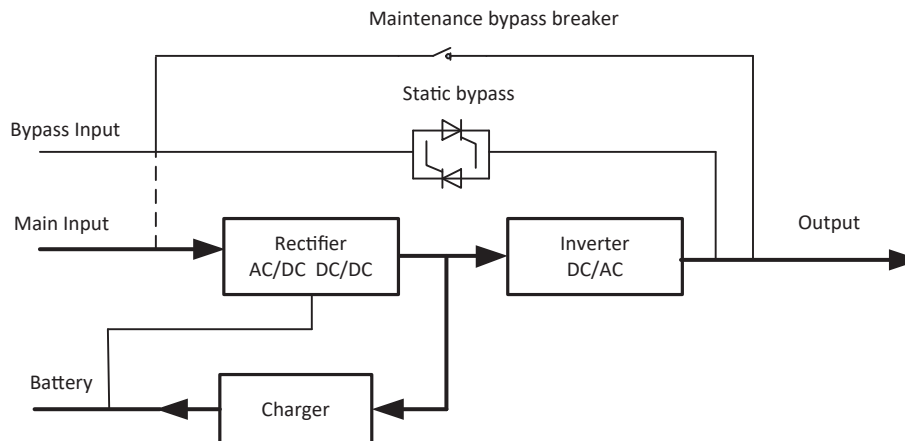 Maintenance bypass breaker
Static bypass
Bypass Input
Main Input
Rectifier
AC/DC DC/DC
Inverter
DC/AC
Output
Battery
Charger